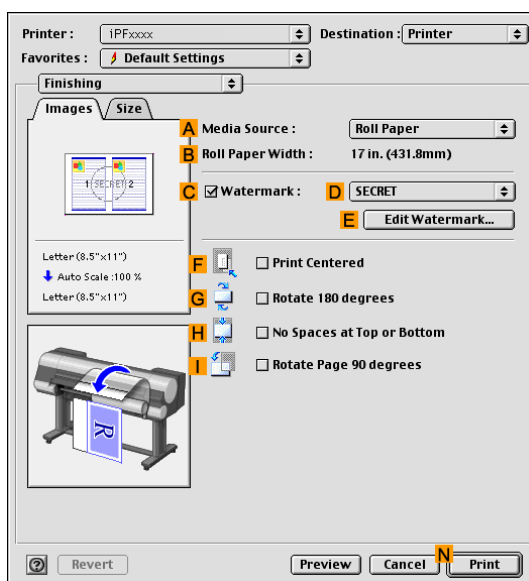 Printer : iPFxxxx Destination : Printer
Favorites : Default Settings
Finishing
Images Size
A Media Source : Roll Paper
B Roll Paper Width : 17 in. (431.8mm)
1 SECRET 2
C Watermark : D SECRET
E Edit Watermark...
Letter (8.5"x11")
Auto Scale :100 %
Letter (8.5"x11")
F Print Centered
G Rotate 180 degrees
H No Spaces at Top or Bottom
I Rotate Page 90 degrees
R
? Revert Preview Cancel N Print